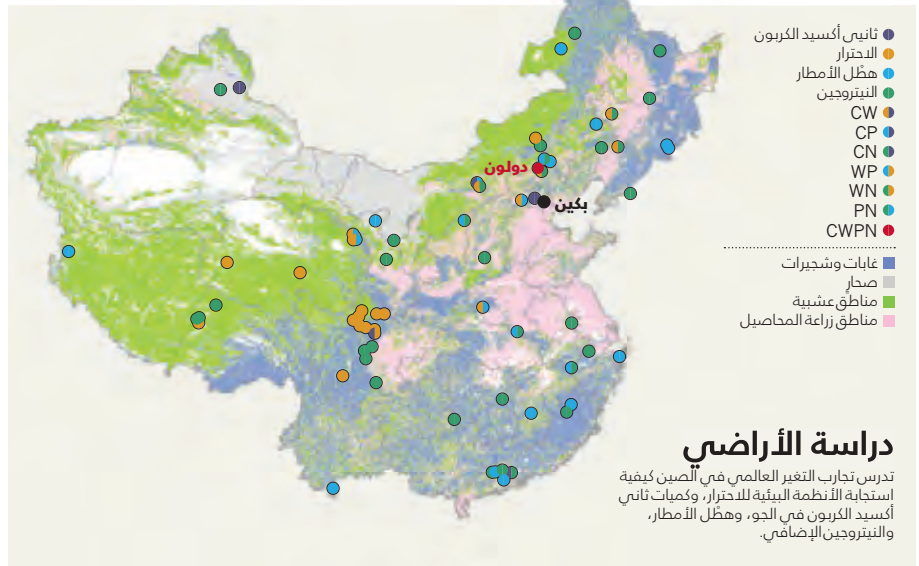 ثانيى أكسيد الكربون
الاحترار
هطْل الأمطار
النيتروجين
CW
CP
CN
WP
WN
PN
CWPN
غابات وشجيرات
صحارٍ
مناطق عشبية
مناطق زراعة المحاصيل
دولون
بكين
دراسة الأراضي
تدرس تجارب التغير العالمي في الصين كيفية
استجابة الأنظمة البيئية للاحترار، وكميات ثاني
أكسيد الكربون في الجو، وهطْل الأمطار،
والنيتروجين الإضافي.